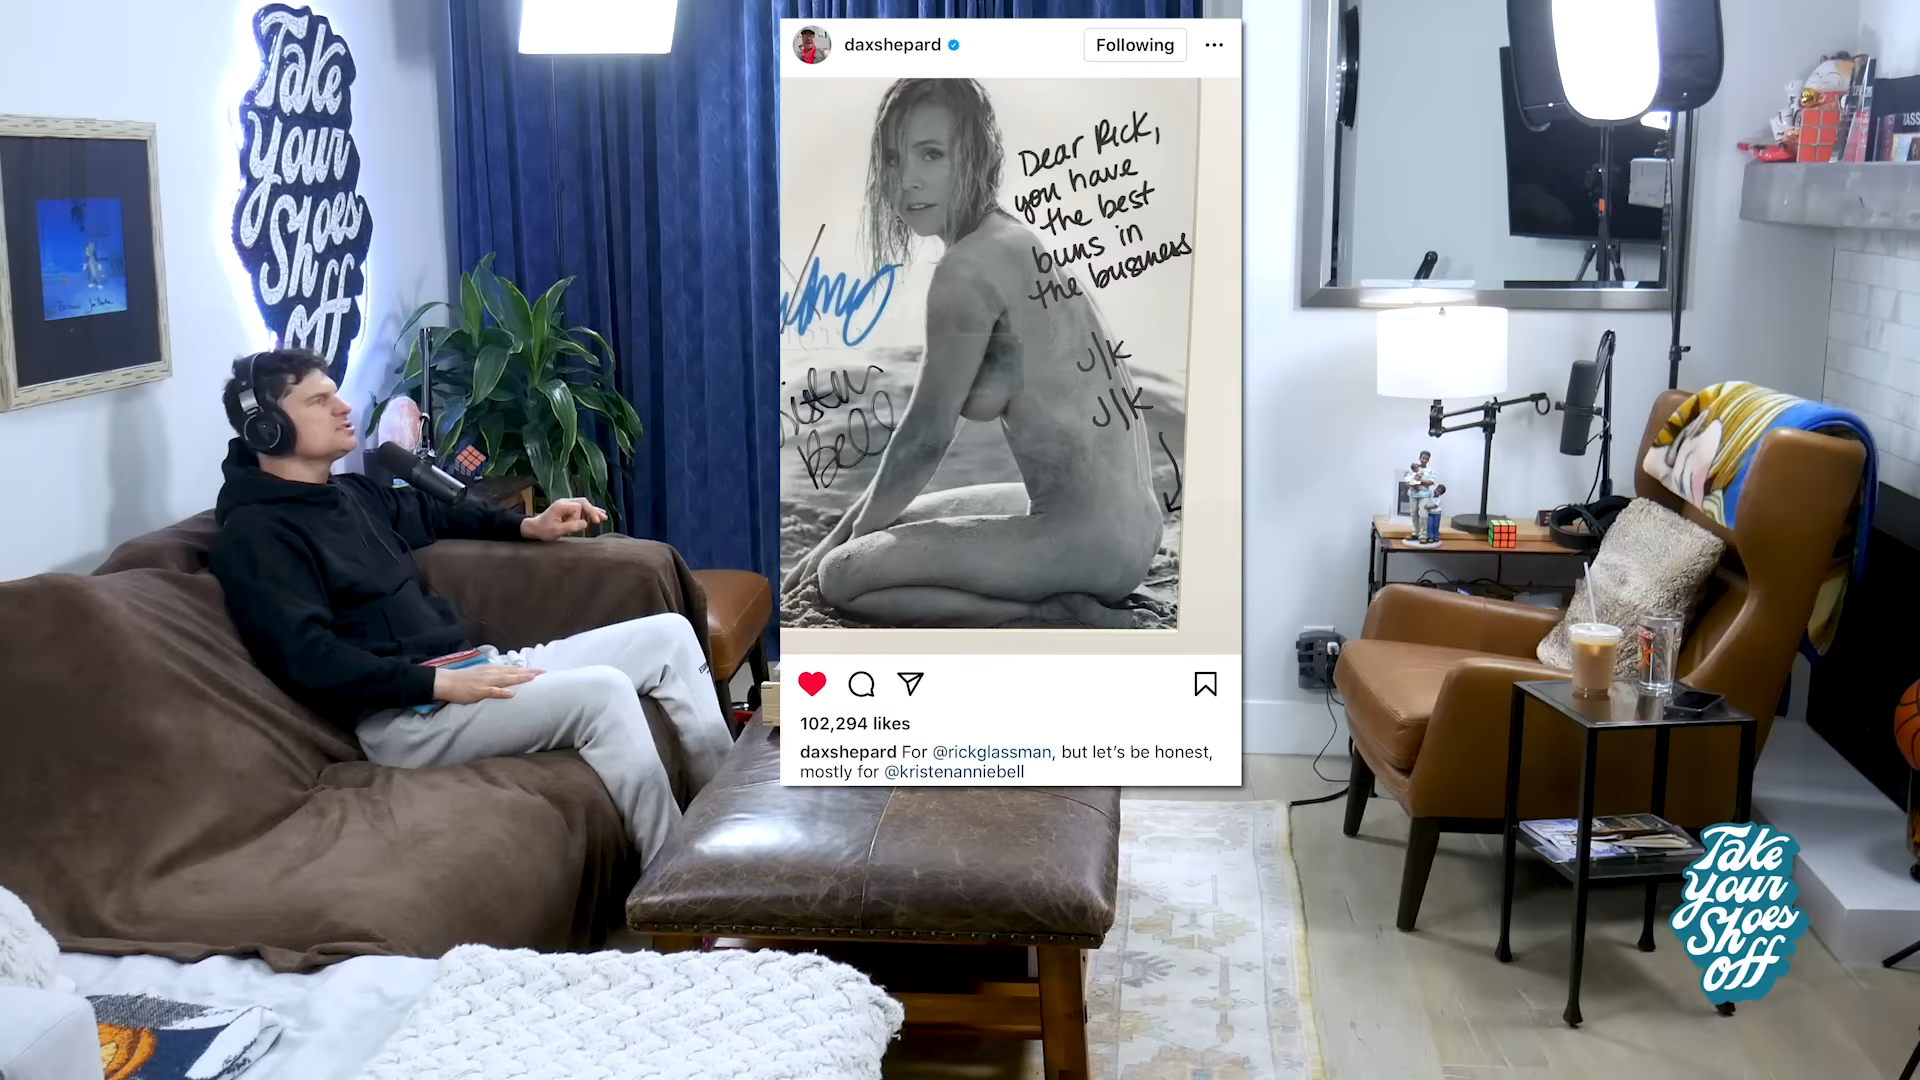 Take
your
Shoes
off
daxshepard
Following
Dear Rick,
you have
the best
buns in
the business
J/K
J/K
Bell
102,294 likes
daxshepard For @rickglassman, but let's be honest,
mostly for @kristenanniebell
Take
your
Shoes
off